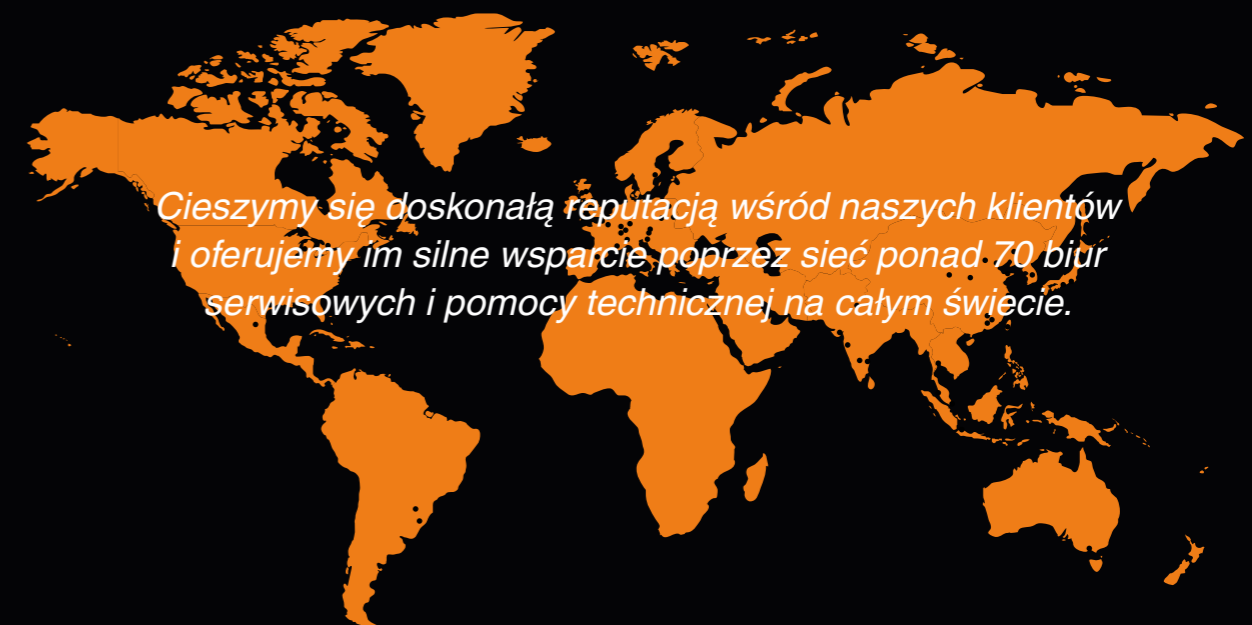 Cieszymy się doskonałą reputacją wśród naszych klientów
i oferujemy im silne wsparcie poprzez sieć ponad 70 biur
serwisowych i pomocy technicznej na całym świecie.